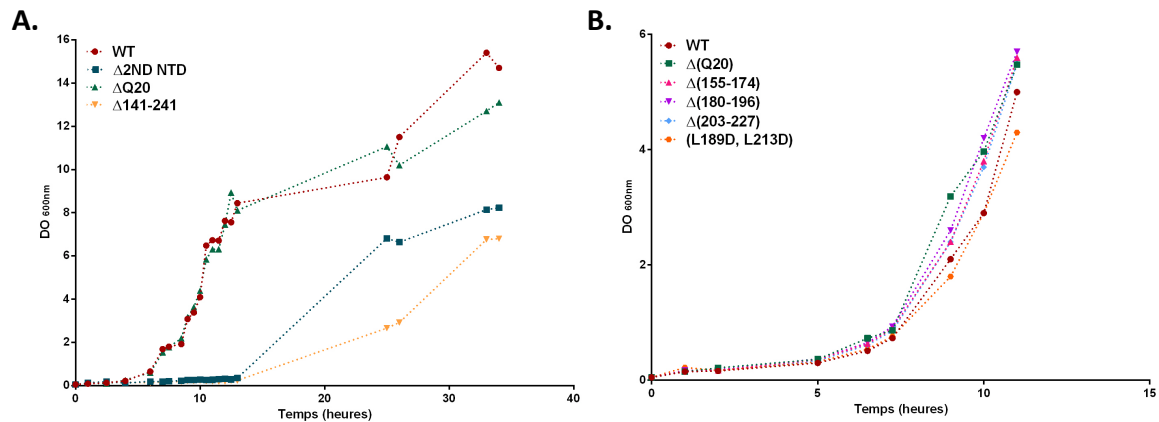 A.
WT
Δ2ND NTD
ΔQ20
Δ141-241
16
14
12
10
8
6
4
2
0
DO 600nm
0
10
20
30
40
Temps (heures)
B.
WT
Δ(Q20)
Δ(155-174)
Δ(180-196)
Δ(203-227)
(L189D, L213D)
6
4
2
0
DO 600nm
0
5
10
15
Temps (heures)